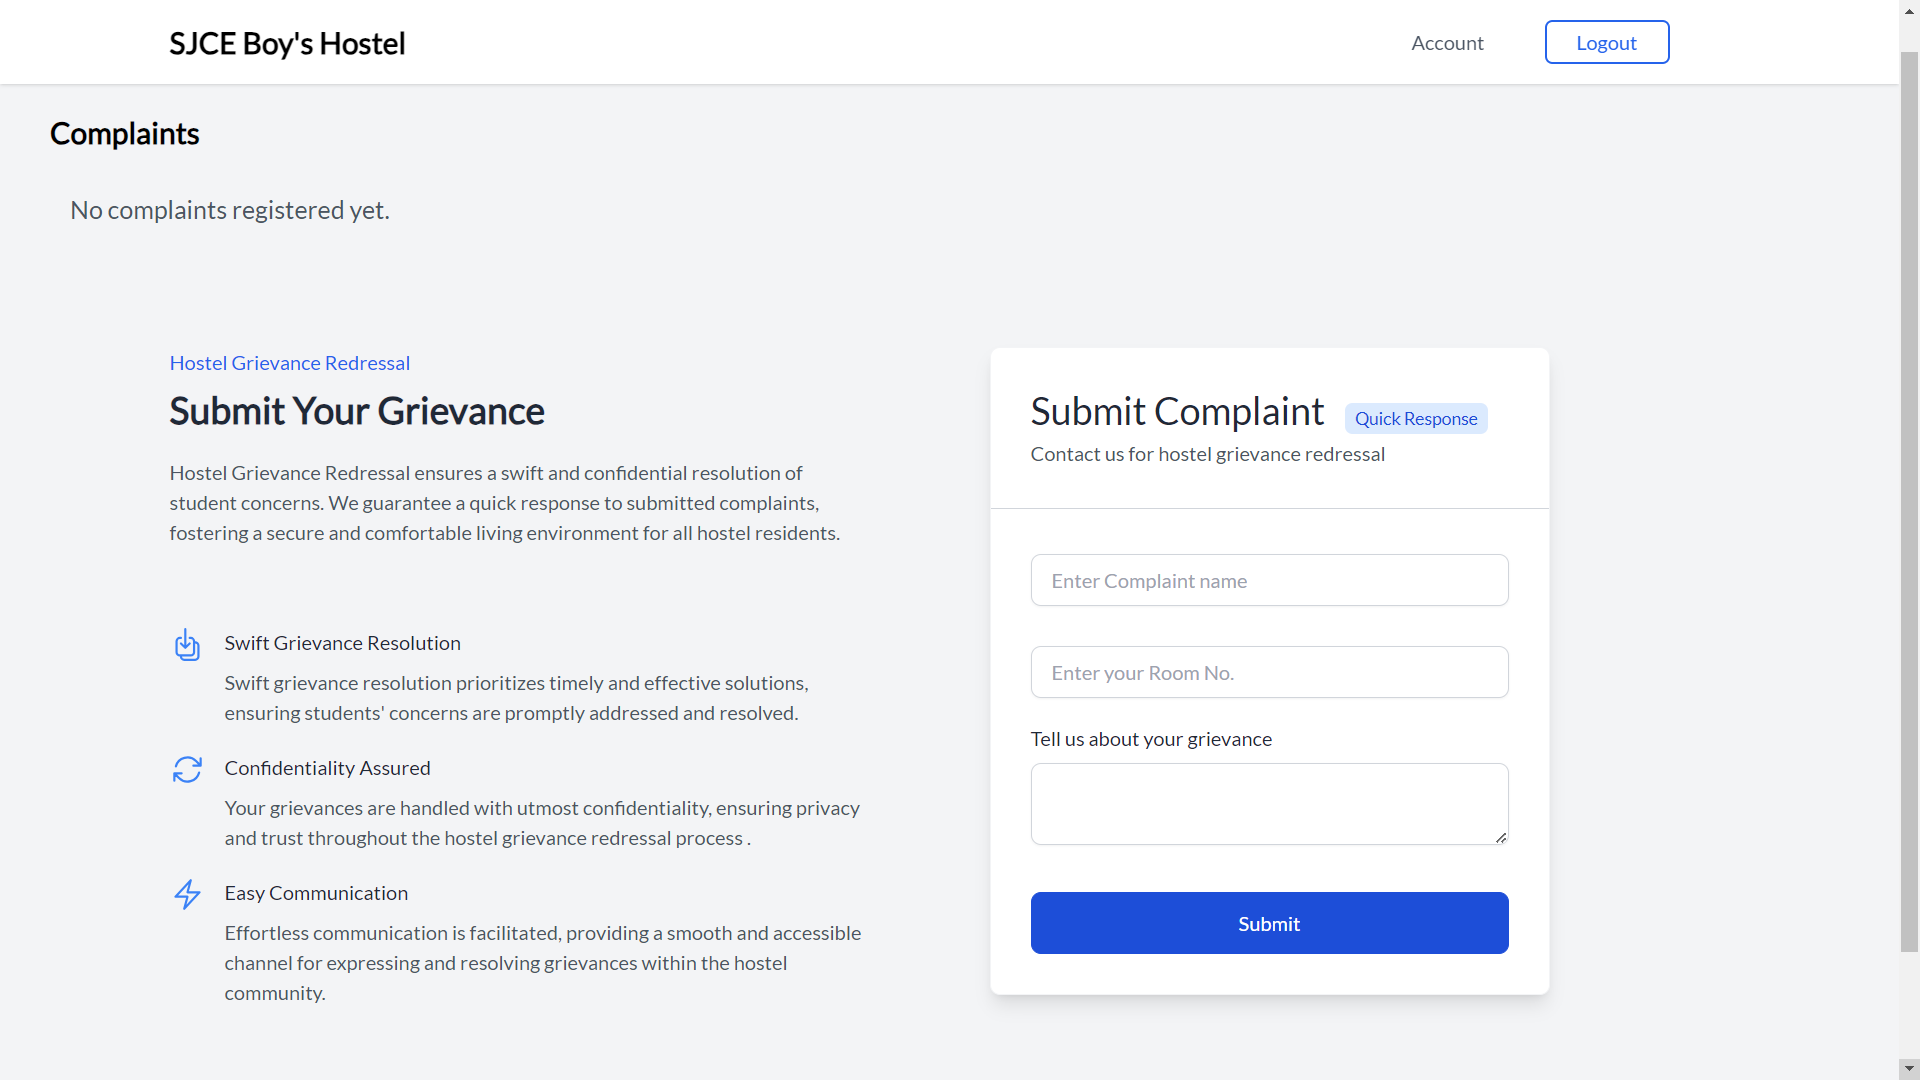 SJCE Boy's Hostel
Account
Logout
Complaints
No complaints registered yet.
Hostel Grievance Redressal
Submit Your Grievance
Hostel Grievance Redressal ensures a swift and confidential resolution of
student concerns. We guarantee a quick response to submitted complaints,
fostering a secure and comfortable living environment for all hostel residents.
Swift Grievance Resolution
Swift grievance resolution prioritizes timely and effective solutions,
ensuring students' concerns are promptly addressed and resolved.
Confidentiality Assured
Your grievances are handled with utmost confidentiality, ensuring privacy
and trust throughout the hostel grievance redressal process .
Easy Communication
Effortless communication is facilitated, providing a smooth and accessible
channel for expressing and resolving grievances within the hostel
community.
Submit Complaint
Quick Response
Contact us for hostel grievance redressal
Enter Complaint name
Enter your Room No.
Tell us about your grievance
Submit